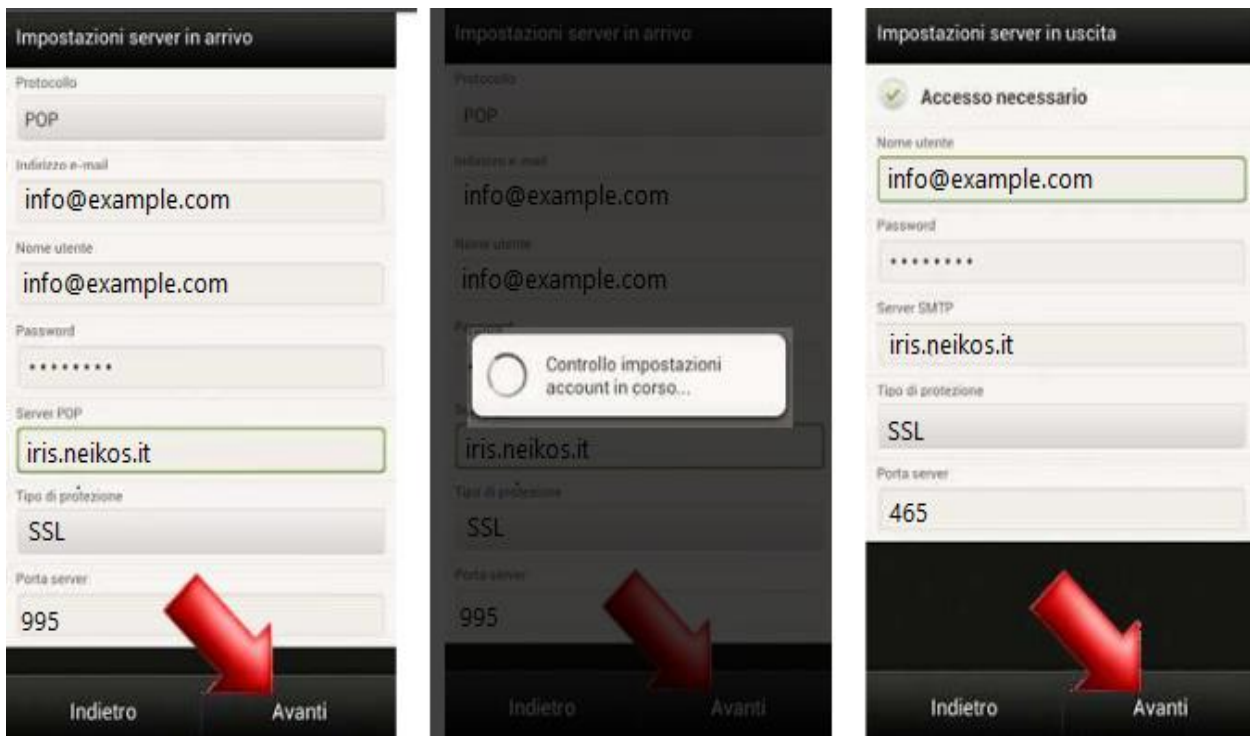 Impostazioni server in arrivo
Protocollo
POP
Indirizzo e-mail
info@example.com
Nome utente
info@example.com
Password
••••••••
Server POP
iris.neikos.it
Tipo di protezione
SSL
Porta server
995
Indietro
Avanti
Impostazioni server in arrivo
Protocollo
POP
Indirizzo e-mail
info@example.com
Nome utente
info@example.com
Password
Controllo impostazioni
account in corso...
iris.neikos.it
Tipo di protezione
SSL
Porta server
995
Indietro
Avanti
Impostazioni server in uscita
Accesso necessario
Nome utente
info@example.com
Password
••••••••
Server SMTP
iris.neikos.it
Tipo di protezione
SSL
Porta server
465
Indietro
Avanti